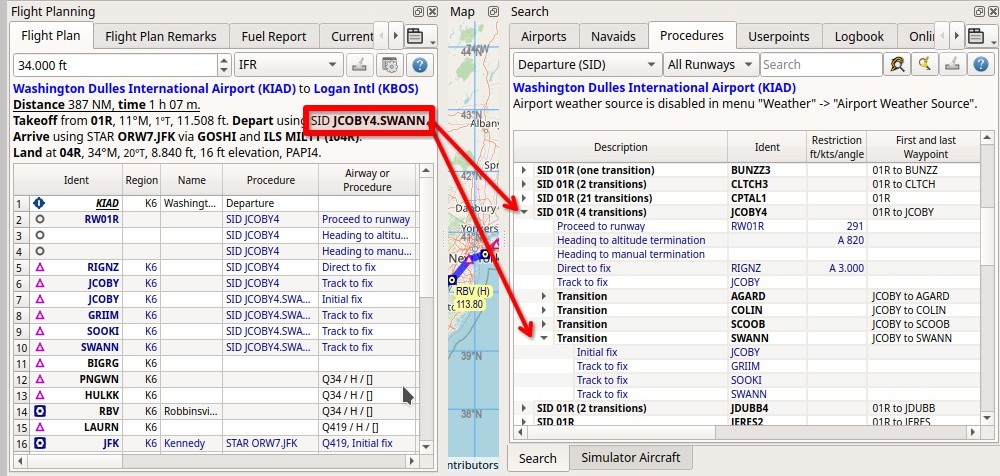 Flight Planning
Flight Plan
Flight Plan Remarks
Fuel Report
Current
34.000 ft
IFR
Washington Dulles International Airport (KIAD) to Logan Intl (KBOS)
Distance 387 NM, time 1 h 07 m.
Takeoff from 01R, 11°M, 1°T, 11.508 ft. Depart using SID JCOBY4.SWANN.
Arrive using STAR ORW7.JFK via GOSHI and ILS MILTT (I04R).
Land at 04R, 34°M, 20°T, 8.840 ft, 16 ft elevation, PAPI4.
Ident Region Name Procedure Airway or Procedure
1 KIAD K6 Washingt... Departure
2 RW01R K6 SID JCOBY4 Proceed to runway
3 SID JCOBY4 Heading to altitu...
4 SID JCOBY4 Heading to manu...
5 RIGNZ K6 SID JCOBY4 Direct to fix
6 JCOBY K6 SID JCOBY4 Track to fix
7 JCOBY K6 SID JCOBY4.SWA... Initial fix
8 GRIIM K6 SID JCOBY4.SWA... Track to fix
9 SOOKI K6 SID JCOBY4.SWA... Track to fix
10 SWANN K6 SID JCOBY4.SWA... Track to fix
11 BIGRG K6
12 PNGWN K6 Q34 / H / []
13 HULKK K6 Q34 / H / []
14 RBV K6 Robbinsvi... Q34 / H / []
15 LAURN K6 Q419 / H / []
16 JFK K6 Kennedy STAR ORW7.JFK Q419, Initial fix
Map
74°W
44°N
43°N
Albany
Spr
42°N
Danbury
Yonkers
41°N
RBV (H)
113.80
39°N
38°N
ntributors
Search
Airports
Navaids
Procedures
Userpoints
Logbook
Onli
Departure (SID)
All Runways
Search
Washington Dulles International Airport (KIAD)
Airport weather source is disabled in menu "Weather" -> "Airport Weather Source".
Description Ident Restriction ft/kts/angle First and last Waypoint
SID 01R (one transition) BUNZZ3 01R to BUNZZ
SID 01R (2 transitions) CLTCH3 01R to CLTCH
SID 01R (21 transitions) CPTAL1 01R
SID 01R (4 transitions) JCOBY4 01R to JCOBY
Proceed to runway RW01R 291
Heading to altitude termination A 820
Heading to manual termination
Direct to fix RIGNZ A 3.000
Track to fix JCOBY
Transition AGARD JCOBY to AGARD
Transition COLIN JCOBY to COLIN
Transition SCOOB JCOBY to SCOOB
Transition SWANN JCOBY to SWANN
Initial fix JCOBY
Track to fix GRIIM
Track to fix SOOKI
Track to fix SWANN
SID 01R (2 transitions) JDUBB4 01R to JDUBB
SID 01R JERES2 01R to JERES
Search
Simulator Aircraft